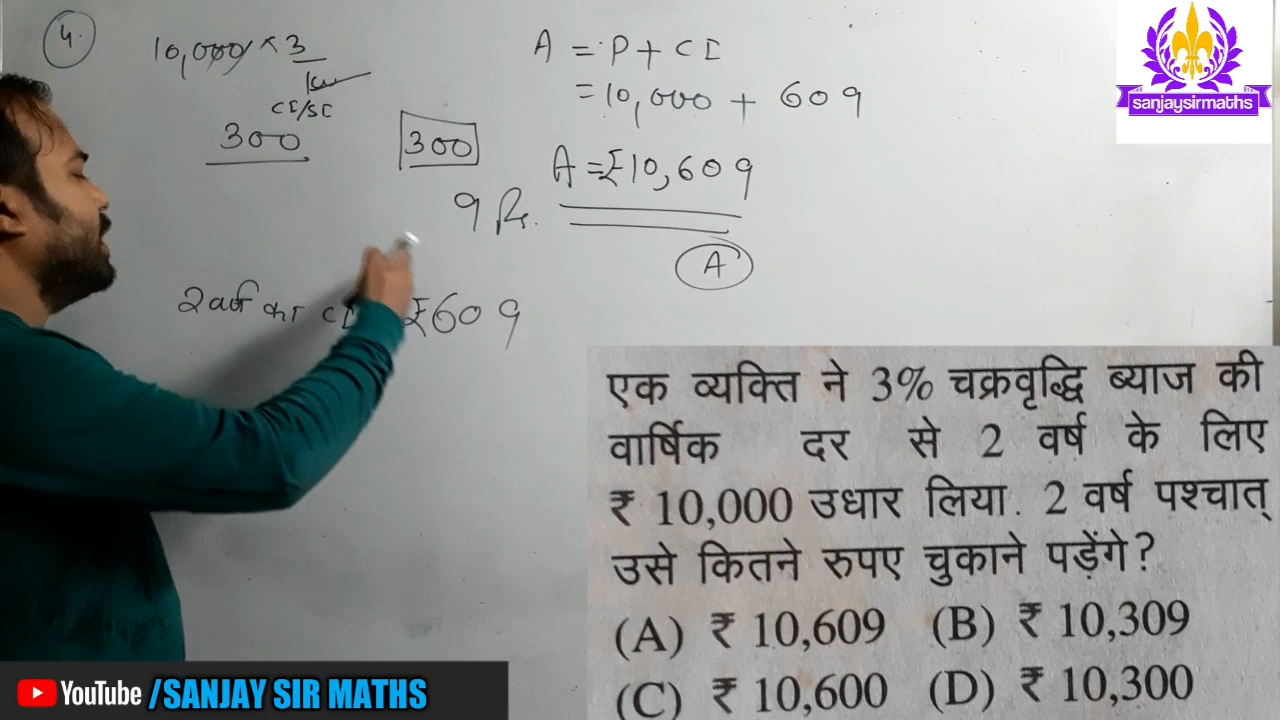 4.
10,000 × 3
100
CI/SI
300
300
9 Rs.
2 वर्ष का CI
₹609
A = P + CI
= 10,000 + 609
A = ₹10,609
A
sanjaysirmaths
एक व्यक्ति ने 3% चक्रवृद्धि ब्याज की
वार्षिक दर से 2 वर्ष के लिए
₹ 10,000 उधार लिया. 2 वर्ष पश्चात्
उसे कितने रुपए चुकाने पड़ेंगे?
(A) ₹ 10,609 (B) ₹ 10,309
(C) ₹ 10,600 (D) ₹ 10,300
YouTube /SANJAY SIR MATHS